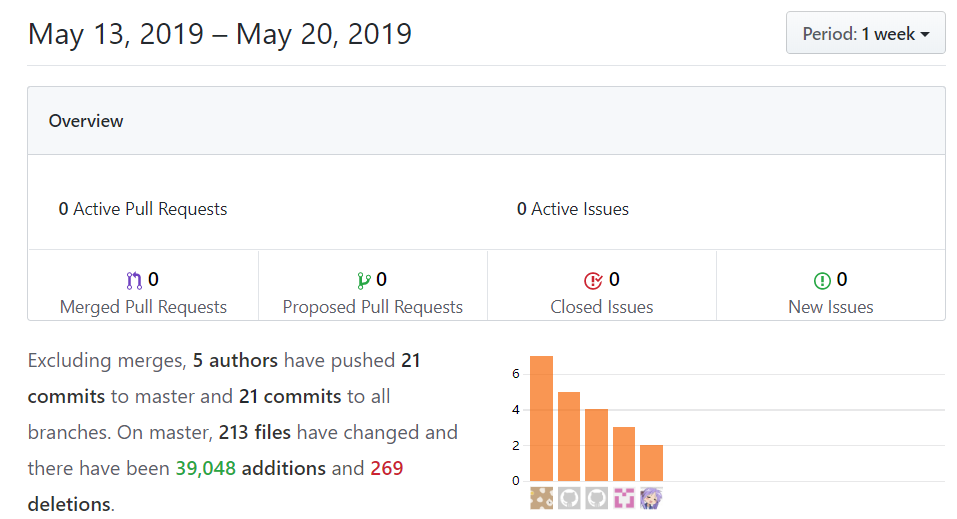 May 13, 2019 – May 20, 2019
Period: 1 week
Overview
0 Active Pull Requests
0 Active Issues
0
Merged Pull Requests
0
Proposed Pull Requests
0
Closed Issues
0
New Issues
Excluding merges, 5 authors have pushed 21
commits to master and 21 commits to all
branches. On master, 213 files have changed and
there have been 39,048 additions and 269
deletions.
6
4
2
0